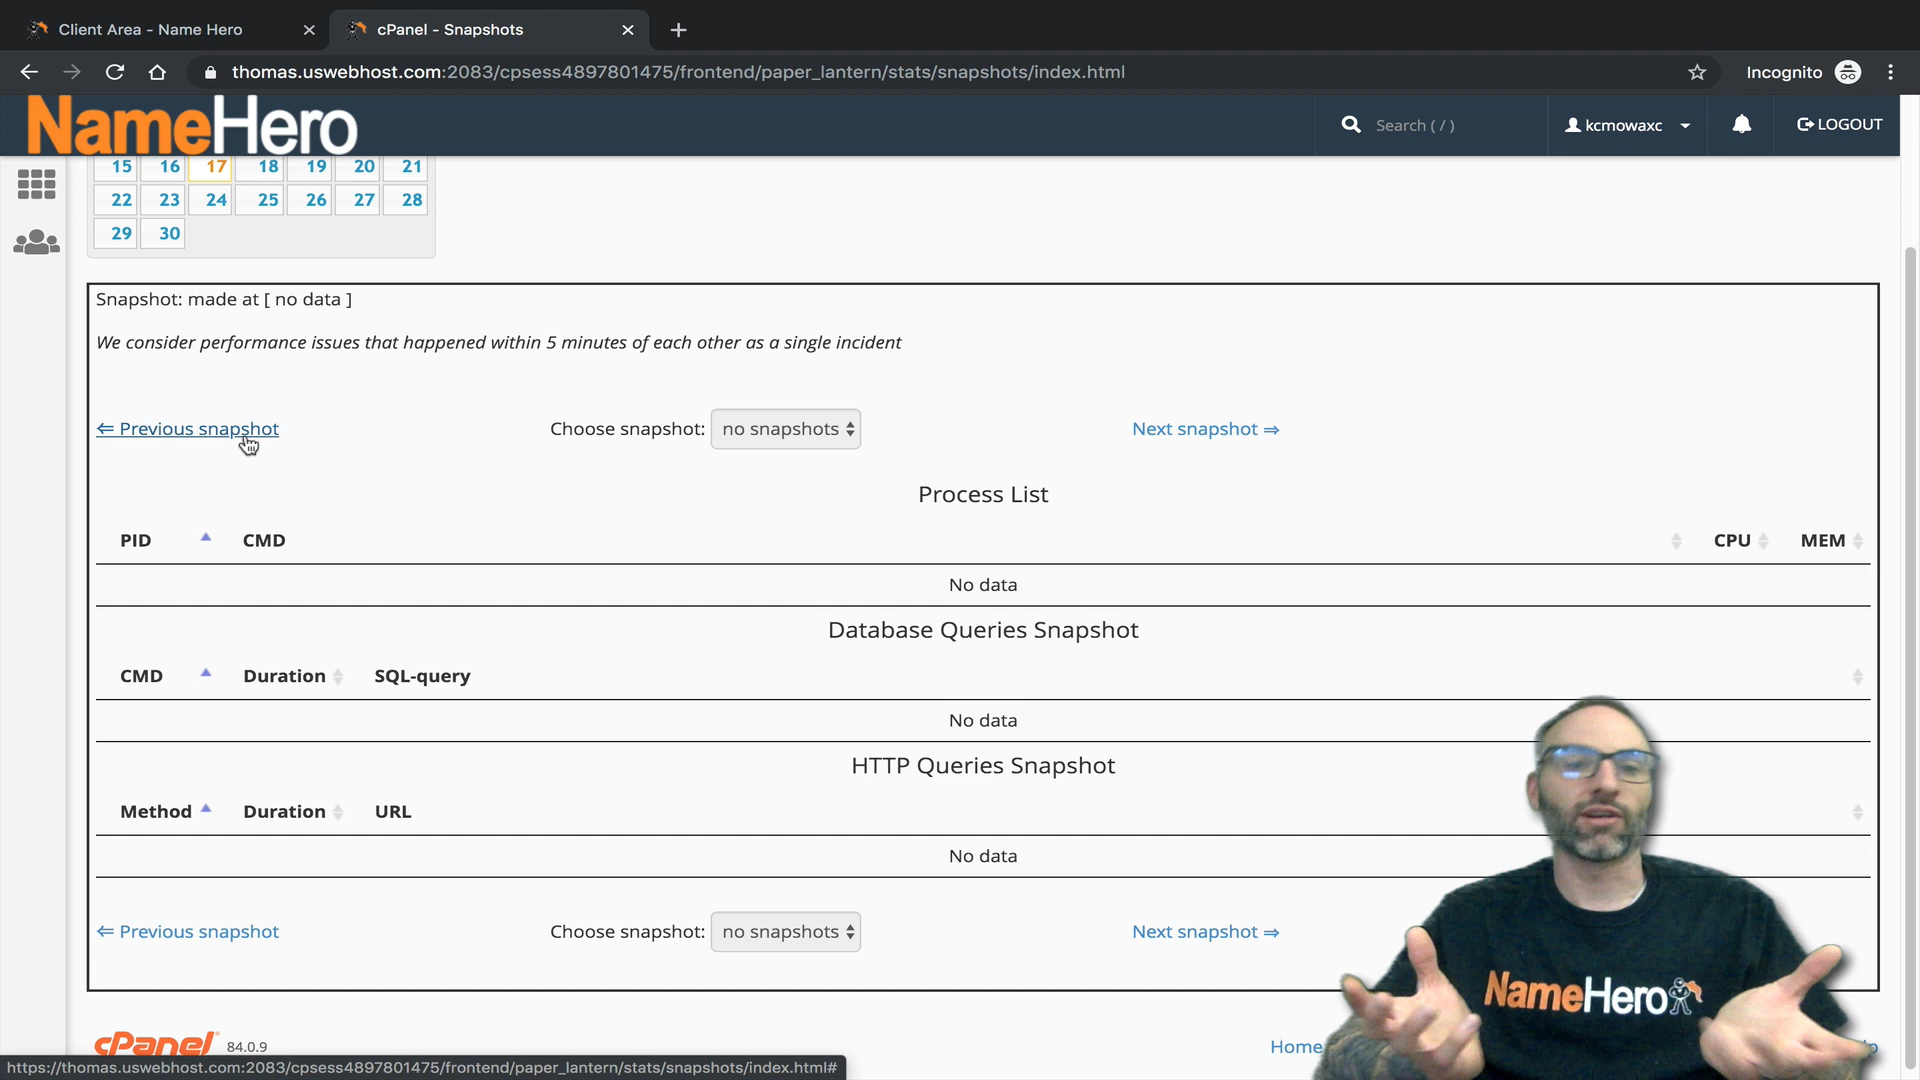 Client Area - Name Hero
cPanel - Snapshots
thomas.uswebhost.com:2083/cpsess4897801475/frontend/paper_lantern/stats/snapshots/index.html
Incognito
NameHero
Search ( / )
kcmowaxc
LOGOUT
15 16 17 18 19 20 21
22 23 24 25 26 27 28
29 30
Snapshot: made at [ no data ]
We consider performance issues that happened within 5 minutes of each other as a single incident
⇐ Previous snapshot
Choose snapshot: no snapshots
Next snapshot ⇒
Process List
PID CMD CPU MEM
No data
Database Queries Snapshot
CMD Duration SQL-query
No data
HTTP Queries Snapshot
Method Duration URL
No data
⇐ Previous snapshot
Choose snapshot: no snapshots
Next snapshot ⇒
NameHero
cPanel 84.0.9
Home
https://thomas.uswebhost.com:2083/cpsess4897801475/frontend/paper_lantern/stats/snapshots/index.html#